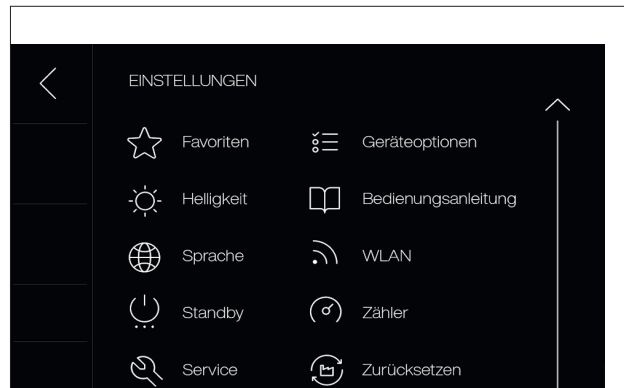 EINSTELLUNGEN
Favoriten
Geräteoptionen
Helligkeit
Bedienungsanleitung
Sprache
WLAN
Standby
Zähler
Service
Zurücksetzen